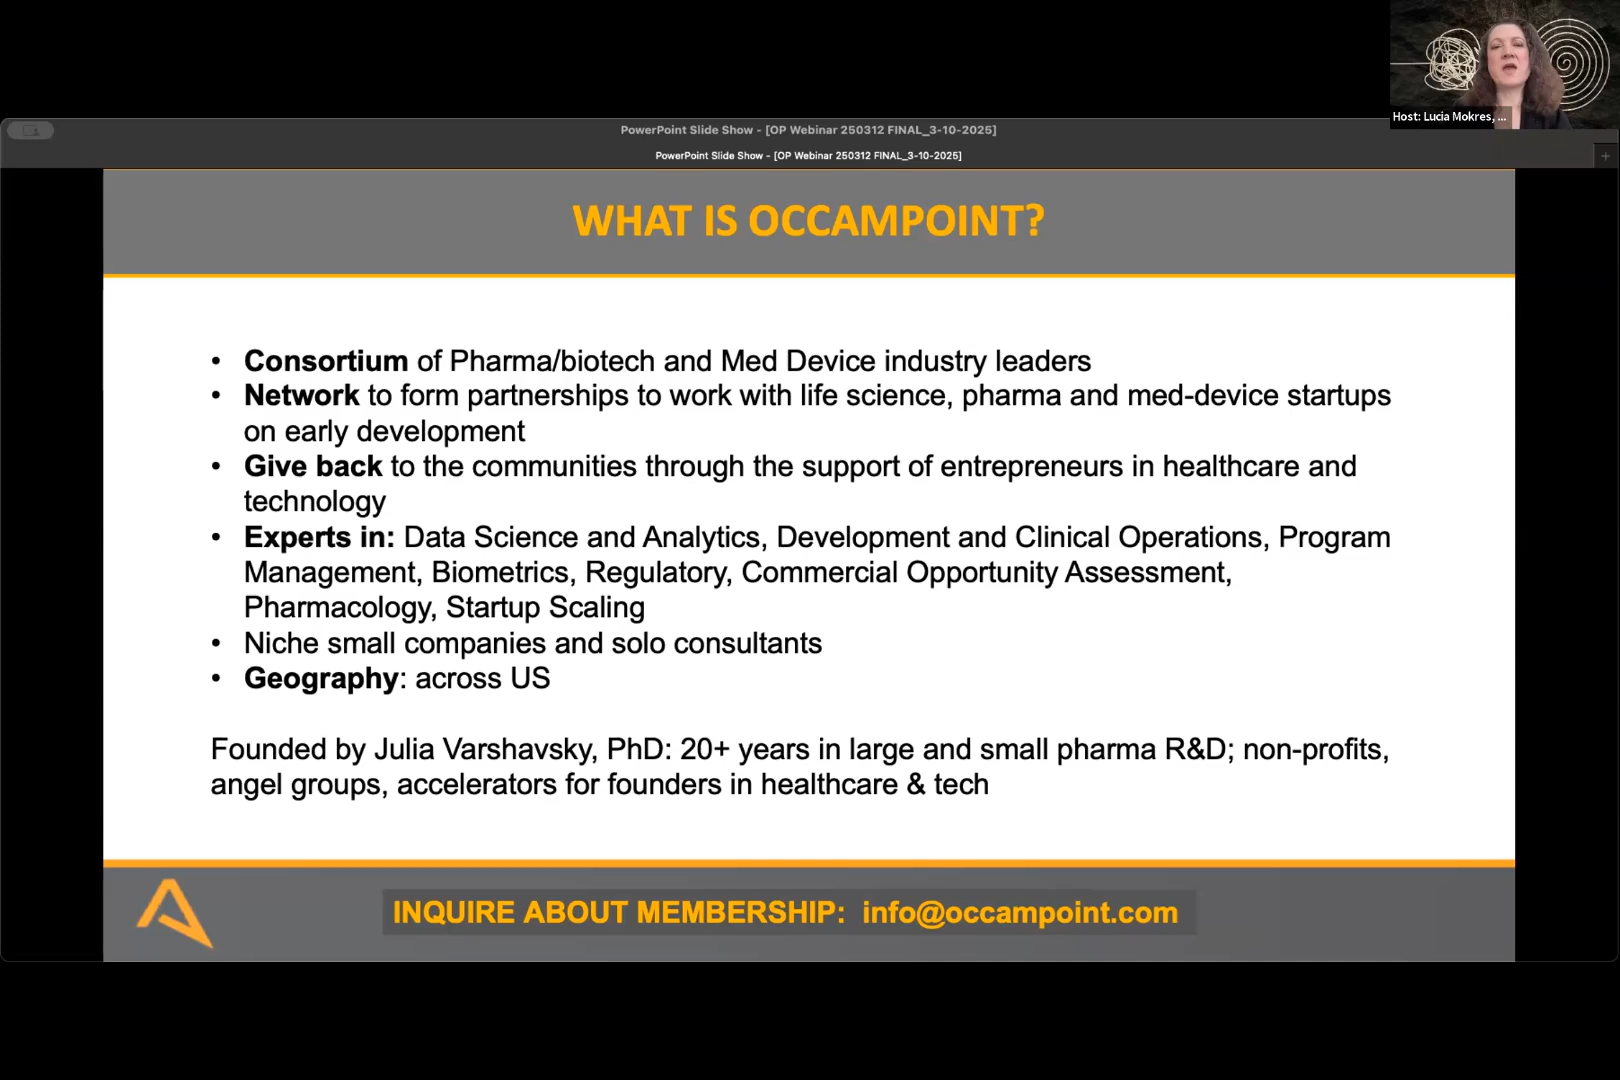 Host: Lucia Mokres, ...
PowerPoint Slide Show - [OP Webinar 250312 FINAL_3-10-2025]
PowerPoint Slide Show - [OP Webinar 250312 FINAL_3-10-2025]
WHAT IS OCCAMPOINT?
• Consortium of Pharma/biotech and Med Device industry leaders
• Network to form partnerships to work with life science, pharma and med-device startups
on early development
• Give back to the communities through the support of entrepreneurs in healthcare and
technology
• Experts in: Data Science and Analytics, Development and Clinical Operations, Program
Management, Biometrics, Regulatory, Commercial Opportunity Assessment,
Pharmacology, Startup Scaling
• Niche small companies and solo consultants
• Geography: across US
Founded by Julia Varshavsky, PhD: 20+ years in large and small pharma R&D; non-profits,
angel groups, accelerators for founders in healthcare & tech
INQUIRE ABOUT MEMBERSHIP: info@occampoint.com